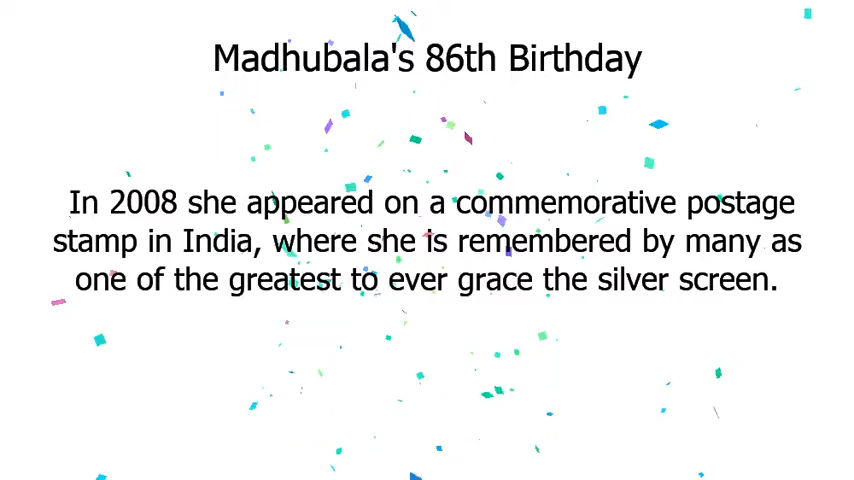 Madhubala's 86th Birthday
In 2008 she appeared on a commemorative postage
stamp in India, where she is remembered by many as
one of the greatest to ever grace the silver screen.